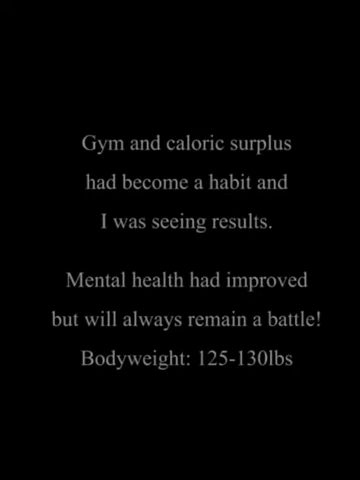 Gym and caloric surplus
had become a habit and
I was seeing results.
Mental health had improved
but will always remain a battle!
Bodyweight: 125-130lbs